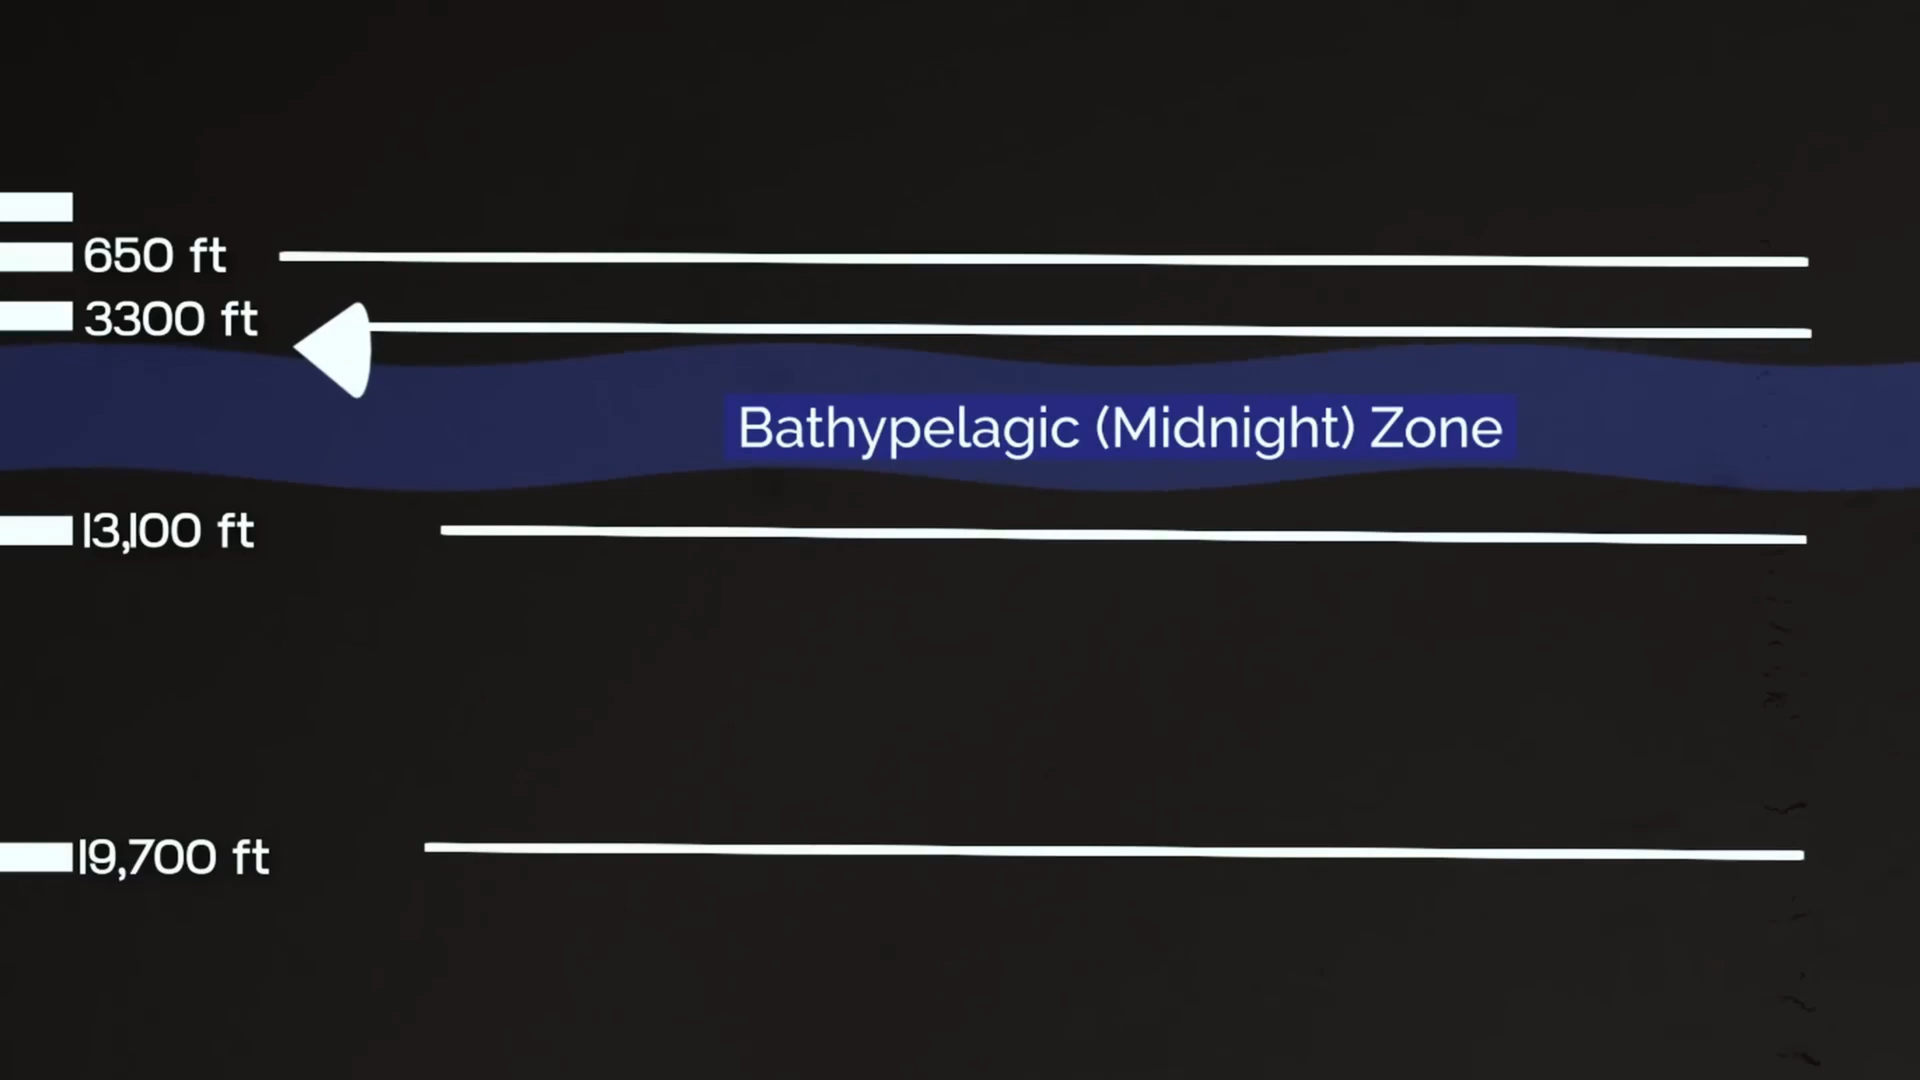 650 ft
3300 ft
Bathypelagic (Midnight) Zone
13,100 ft
19,700 ft